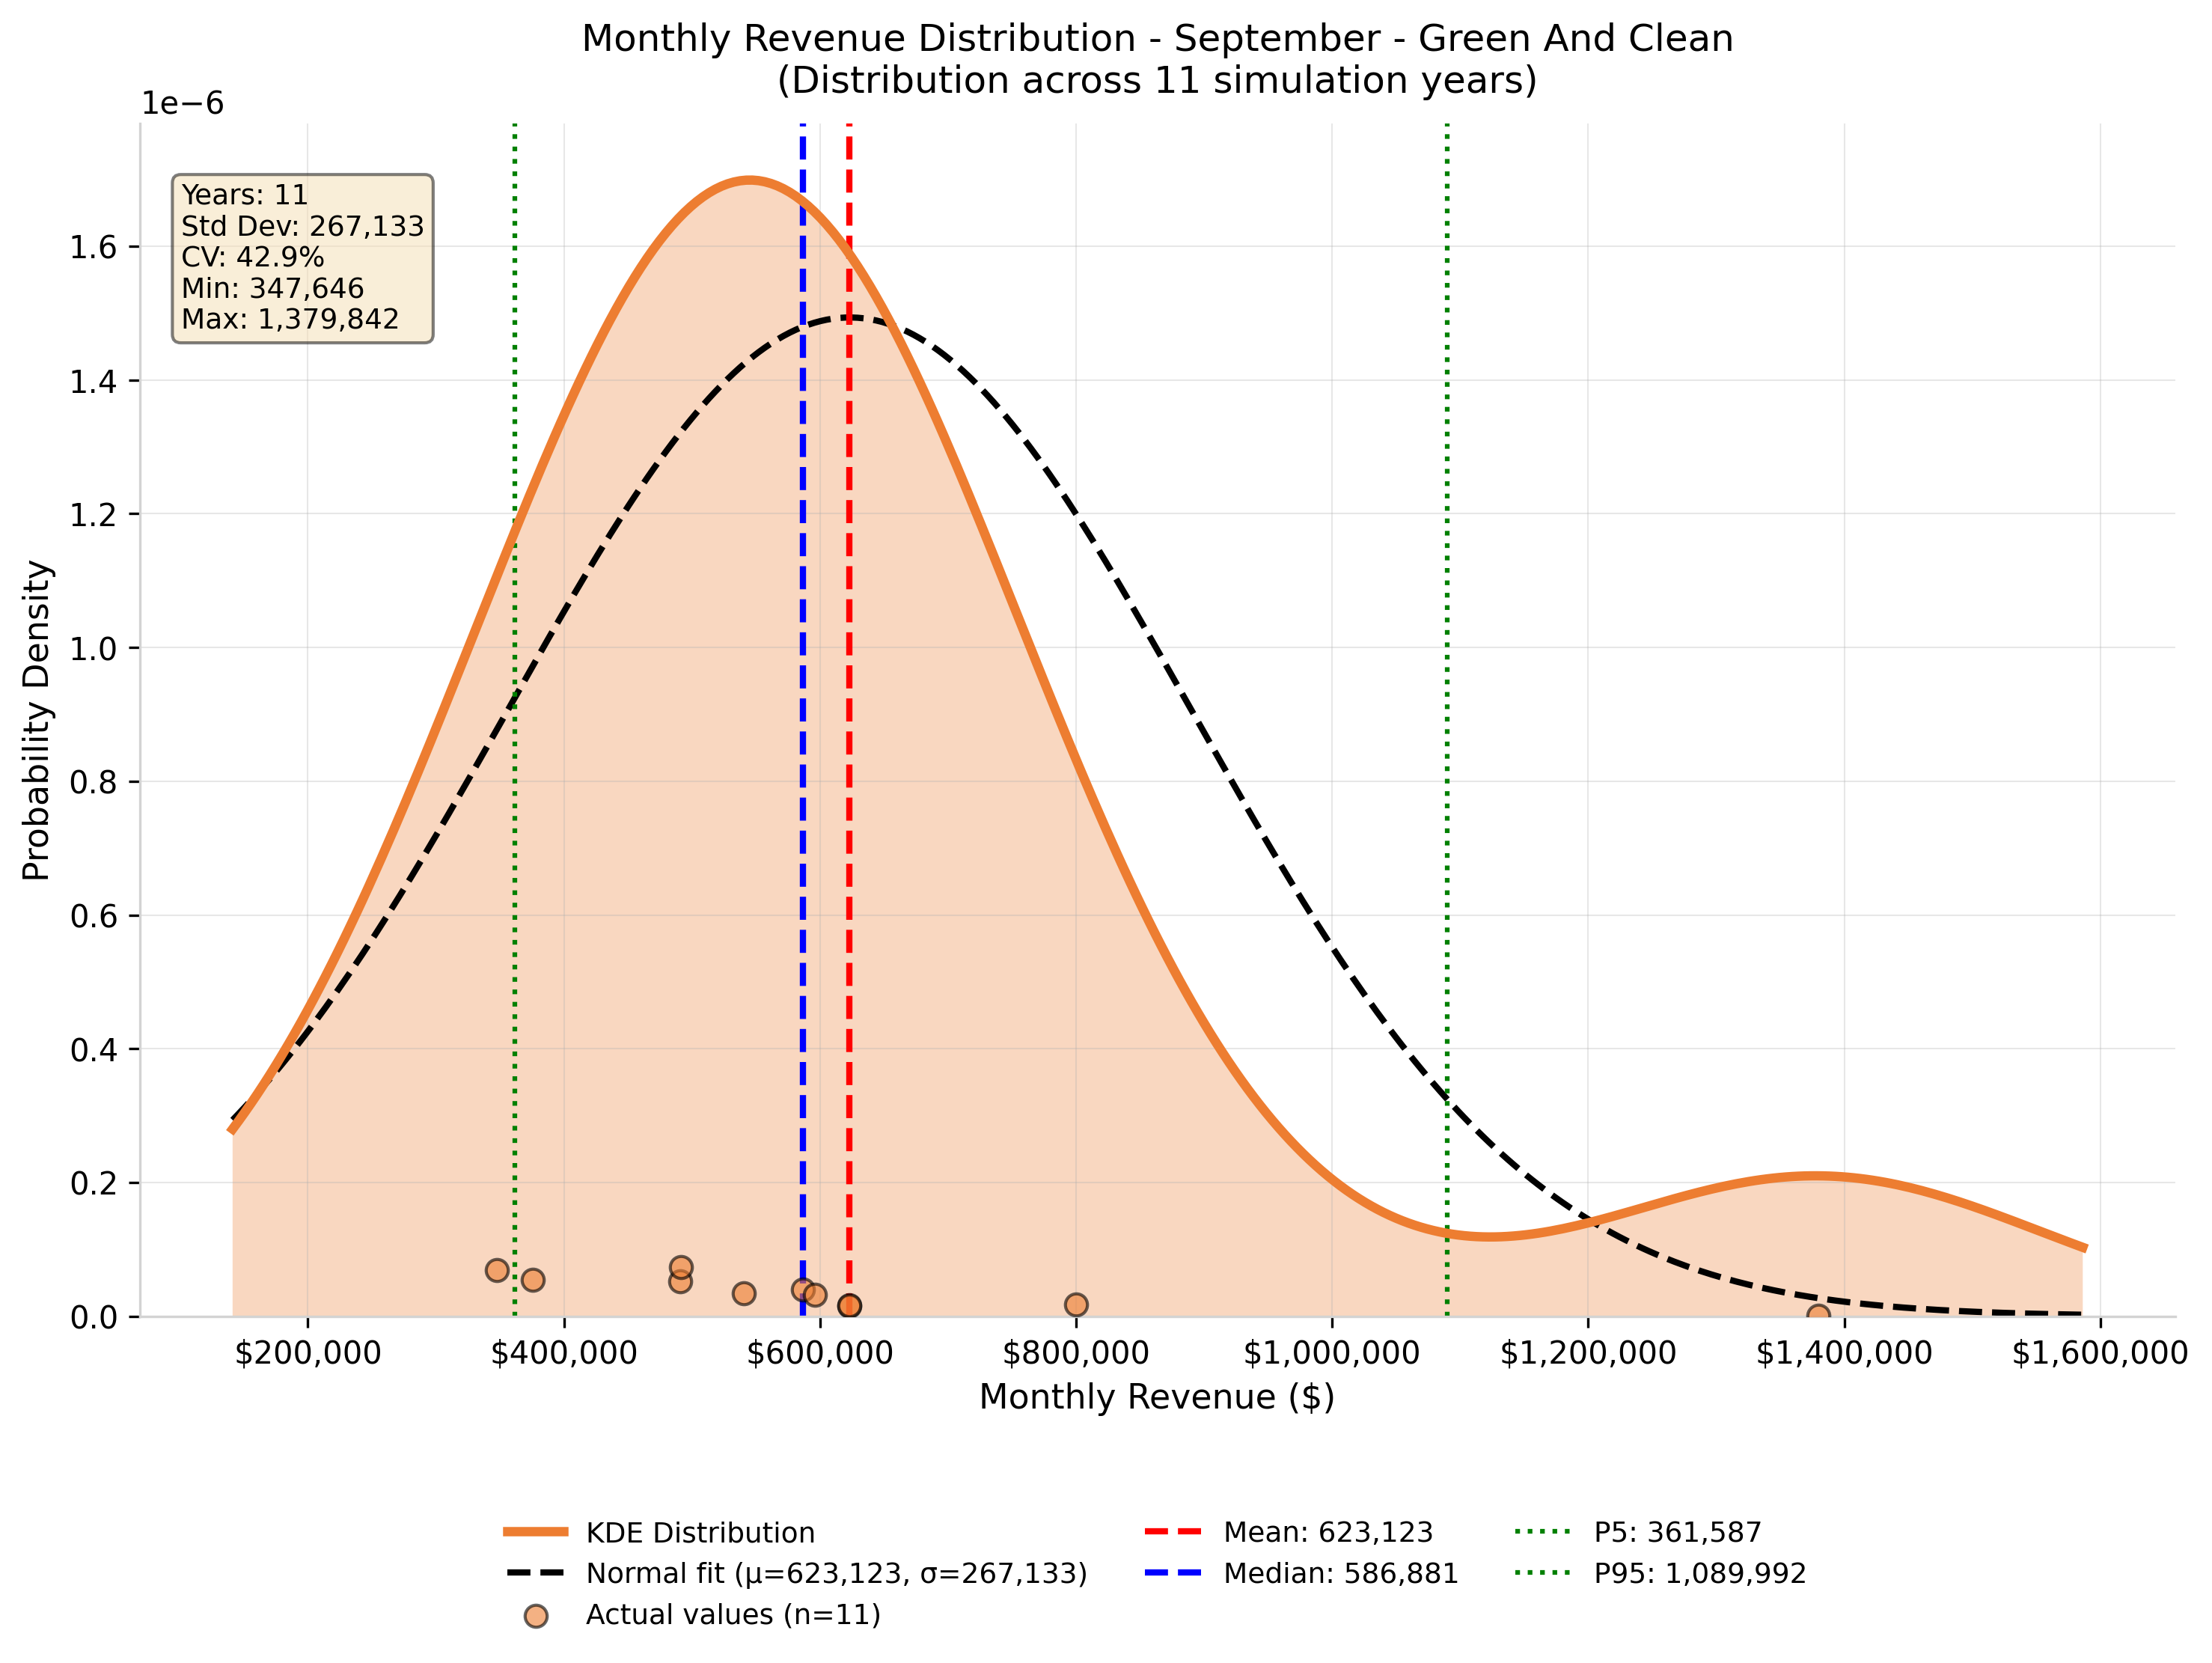 Monthly Revenue Distribution - September - Green And Clean
(Distribution across 11 simulation years)
1e−6
Years: 11
Std Dev: 267,133
CV: 42.9%
Min: 347,646
Max: 1,379,842
Probability Density
1.6
1.4
1.2
1.0
0.8
0.6
0.4
0.2
0.0
$200,000 $400,000 $600,000 $800,000 $1,000,000 $1,200,000 $1,400,000 $1,600,000
Monthly Revenue ($)
KDE Distribution
Normal fit (μ=623,123, σ=267,133)
Actual values (n=11)
Mean: 623,123
Median: 586,881
P5: 361,587
P95: 1,089,992